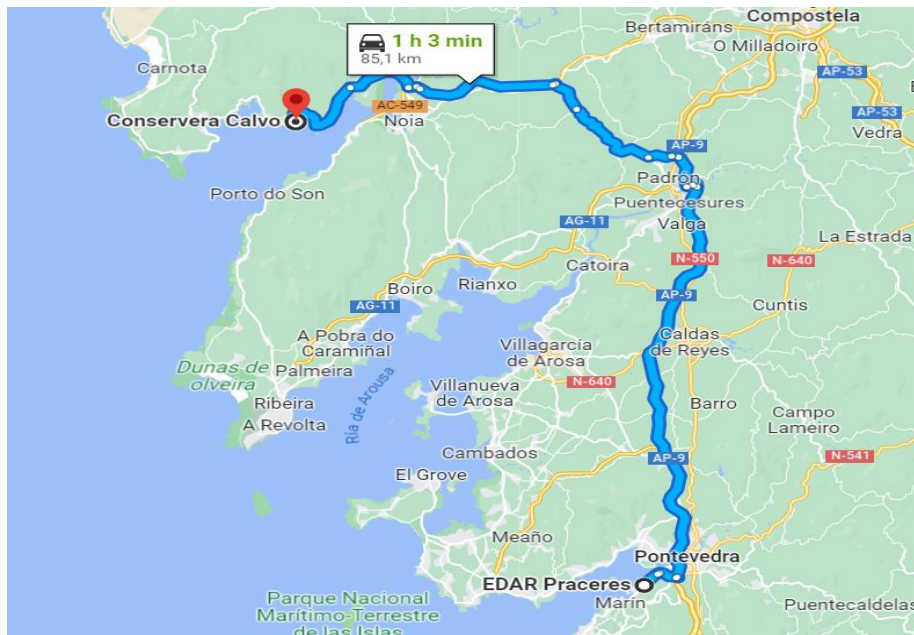 Compostela
Bertamiráns
O Milladoiro
1 h 3 min
85,1 km
Carnota
AP-53
AP-53
AC-549
Conservera Calvo
Noia
Vedra
AP-9
Padrón
Porto do Son
Puentecesures
Valga
AG-11
La Estrada
N-550
N-640
Catoira
Rianxo
Boiro
AP-9
AG-11
Cuntis
A Pobra do
Caramiñal
Caldas
de Reyes
Villagarcía
de Arosa
Dunas de
olveira
Palmeira
N-640
Villanueva
de Arosa
Ría de Arousa
Ribeira
Barro
Campo
Lameiro
A Revolta
Cambados
N-541
AP-9
El Grove
Meaño
Pontevedra
EDAR Praceres
Marín
Parque Nacional
Marítimo-Terrestre
de las Islas
Puentecaldelas